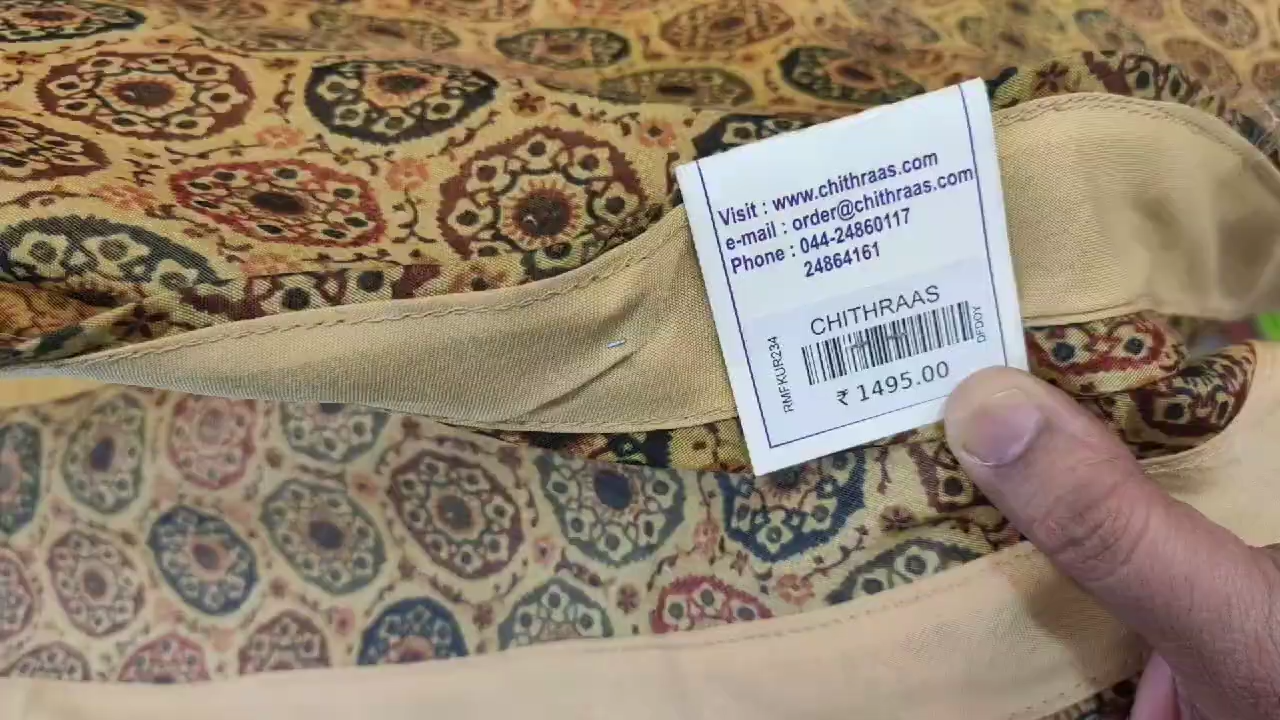 Visit : www.chithraas.com
e-mail : order@chithraas.com
Phone : 044-24860117
24864161
CHITHRAAS
RMFKUR234
DFDOY
₹ 1495.00